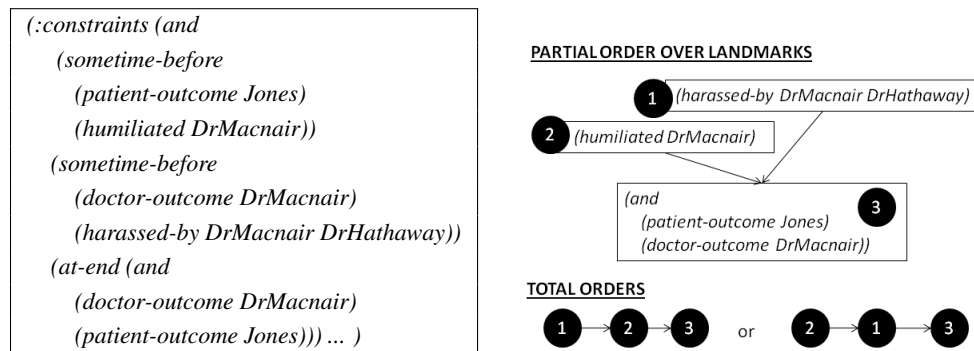 (:constraints (and
(sometime-before
(patient-outcome Jones)
(humiliated DrMacnair))
(sometime-before
(doctor-outcome DrMacnair)
(harassed-by DrMacnair DrHathaway))
(at-end (and
(doctor-outcome DrMacnair)
(patient-outcome Jones))) ... )
PARTIAL ORDER OVER LANDMARKS
1 (harassed-by DrMacnair DrHathaway)
2 (humiliated DrMacnair)
(and 3
(patient-outcome Jones)
(doctor-outcome DrMacnair))
TOTAL ORDERS
1 2 3 or 2 1 3